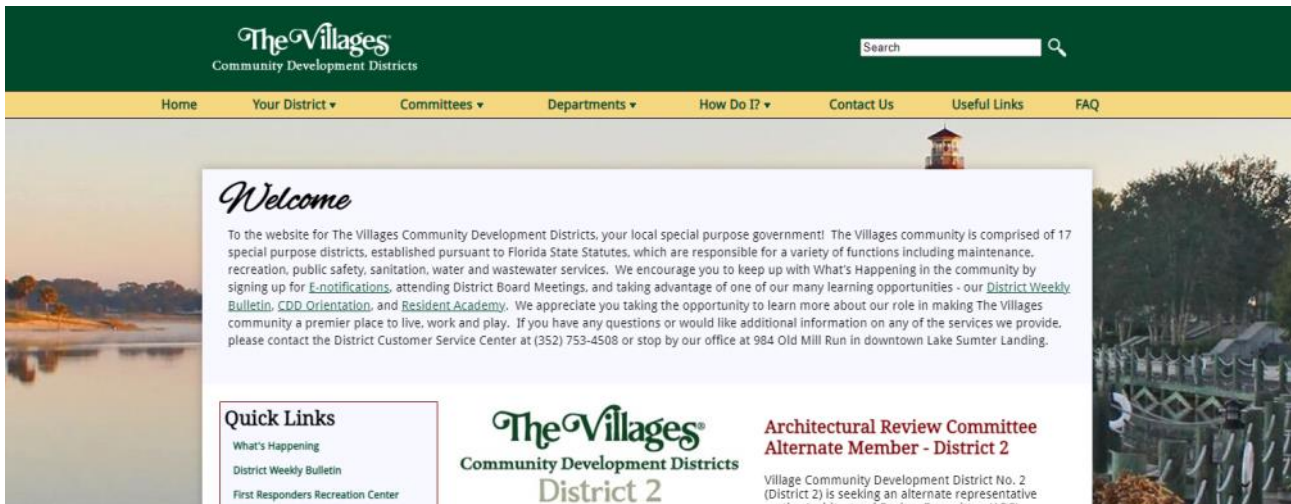 The Villages
Community Development Districts
Search
Home Your District Committees Departments How Do I? Contact Us Useful Links FAQ
Welcome
To the website for The Villages Community Development Districts, your local special purpose government! The Villages community is comprised of 17
special purpose districts, established pursuant to Florida State Statutes, which are responsible for a variety of functions including maintenance,
recreation, public safety, sanitation, water and wastewater services. We encourage you to keep up with What's Happening in the community by
signing up for E-notifications, attending District Board Meetings, and taking advantage of one of our many learning opportunities - our District Weekly
Bulletin, CDD Orientation, and Resident Academy. We appreciate you taking the opportunity to learn more about our role in making The Villages
community a premier place to live, work and play. If you have any questions or would like additional information on any of the services we provide,
please contact the District Customer Service Center at (352) 753-4508 or stop by our office at 984 Old Mill Run in downtown Lake Sumter Landing.
Quick Links
What's Happening
District Weekly Bulletin
First Responders Recreation Center
The Villages®
Community Development Districts
District 2
Architectural Review Committee
Alternate Member - District 2
Village Community Development District No. 2
(District 2) is seeking an alternate representative